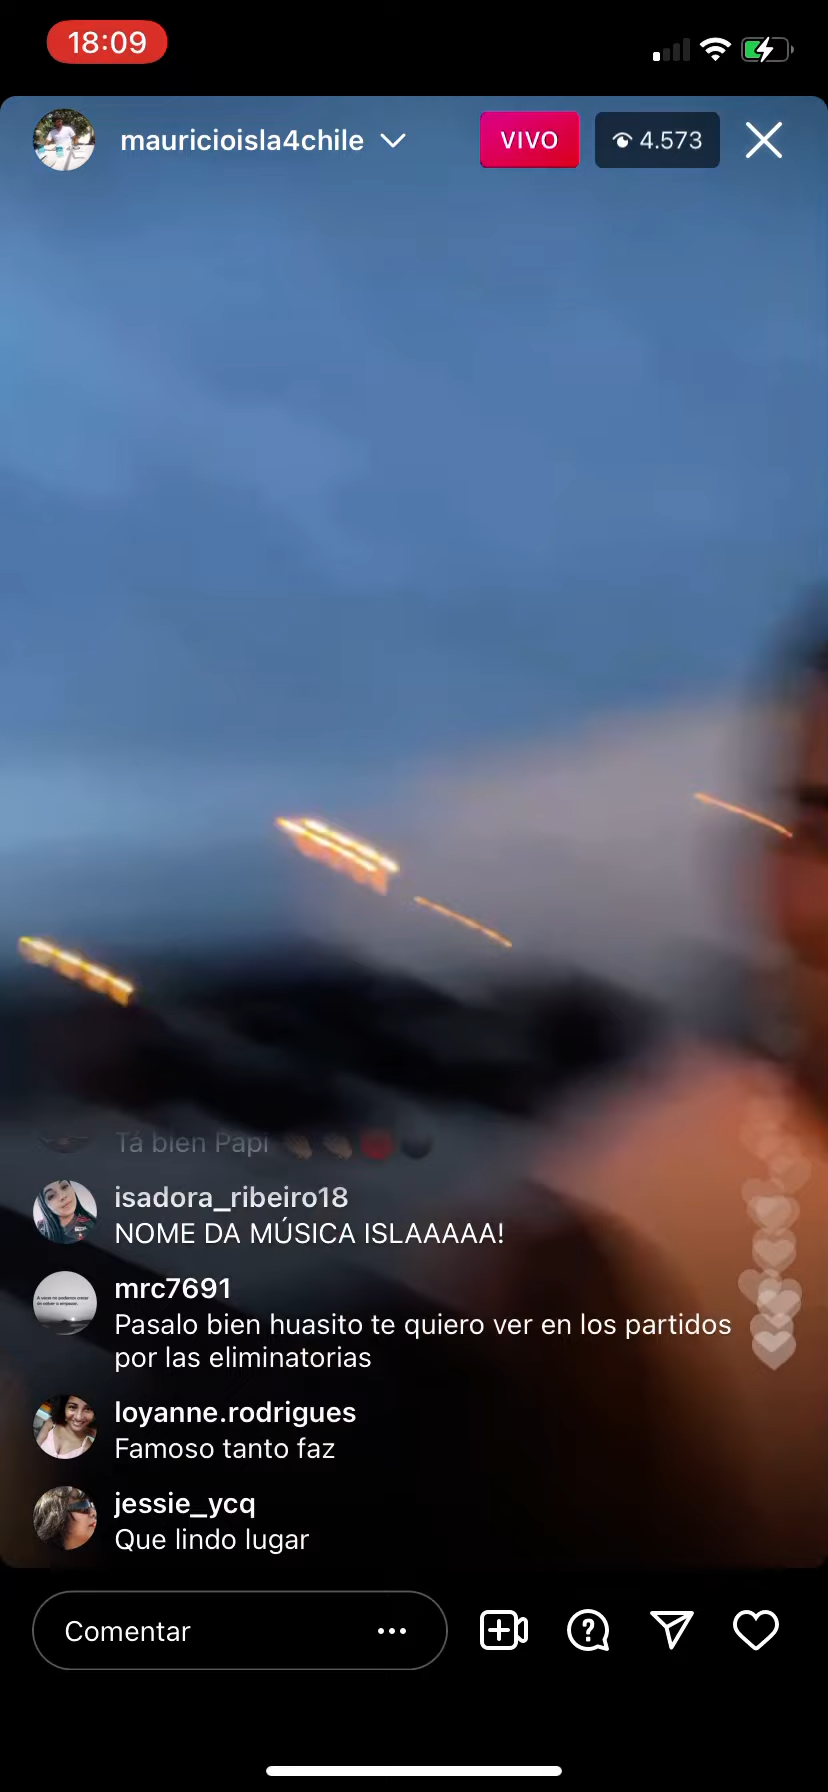 18:09
mauricioisla4chile
VIVO
4.573
Tá bien Papi
isadora_ribeiro18
NOME DA MÚSICA ISLAAAAA!
mrc7691
Pasalo bien huasito te quiero ver en los partidos
por las eliminatorias
loyanne.rodrigues
Famoso tanto faz
jessie_ycq
Que lindo lugar
Comentar